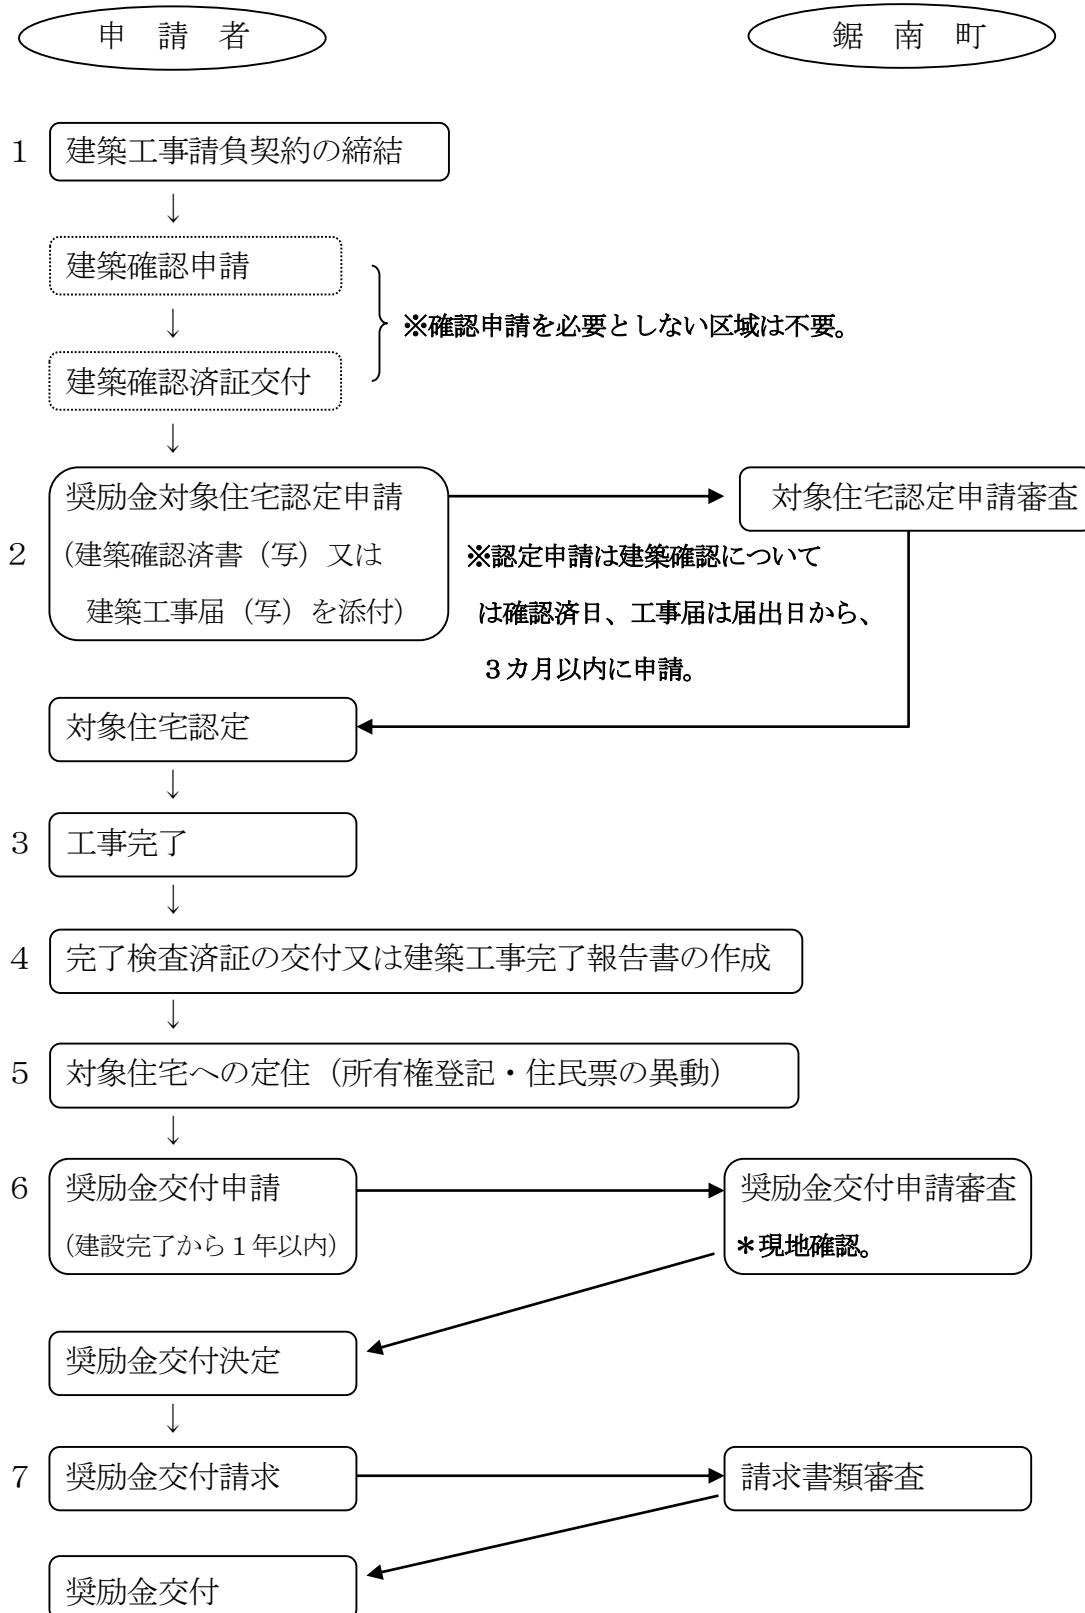 申　請　者
鋸　南　町
1 建築工事請負契約の締結
↓
建築確認申請
↓
※確認申請を必要としない区域は不要。
建築確認済証交付
↓
2
奨励金対象住宅認定申請
(建築確認済書（写）又は
建築工事届（写）を添付）
対象住宅認定申請審査
※認定申請は建築確認について
は確認済日、工事届は届出日から、
３カ月以内に申請。
対象住宅認定
↓
3 工事完了
↓
4 完了検査済証の交付又は建築工事完了報告書の作成
↓
5 対象住宅への定住（所有権登記・住民票の異動）
↓
6 奨励金交付申請
(建設完了から１年以内)
奨励金交付申請審査
＊現地確認。
奨励金交付決定
↓
7 奨励金交付請求
請求書類審査
奨励金交付